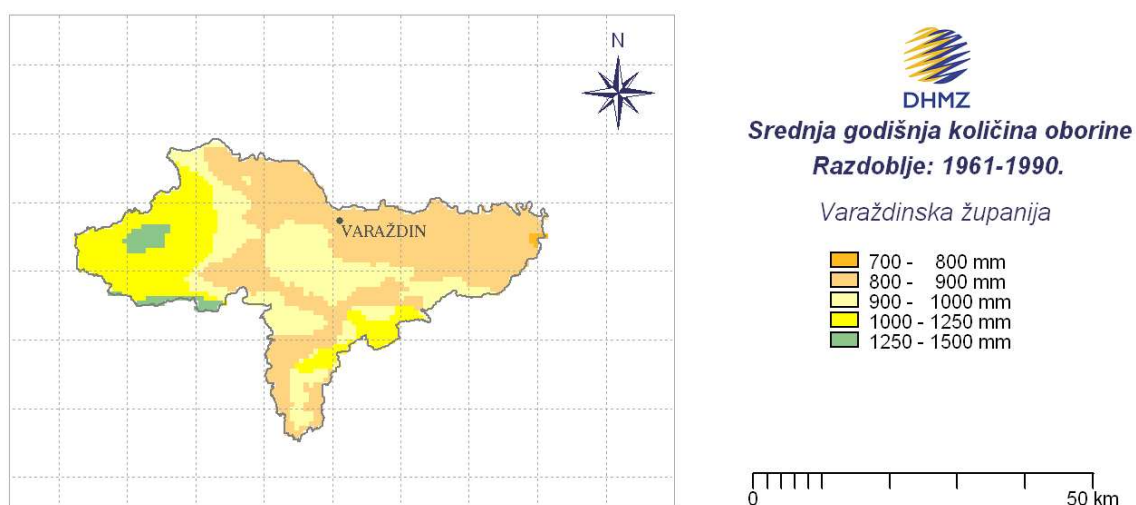 N
VARAŽDIN
DHMZ
Srednja godišnja količina oborine
Razdoblje: 1961-1990.
Varaždinska županija
700 - 800 mm
800 - 900 mm
900 - 1000 mm
1000 - 1250 mm
1250 - 1500 mm
0 50 km